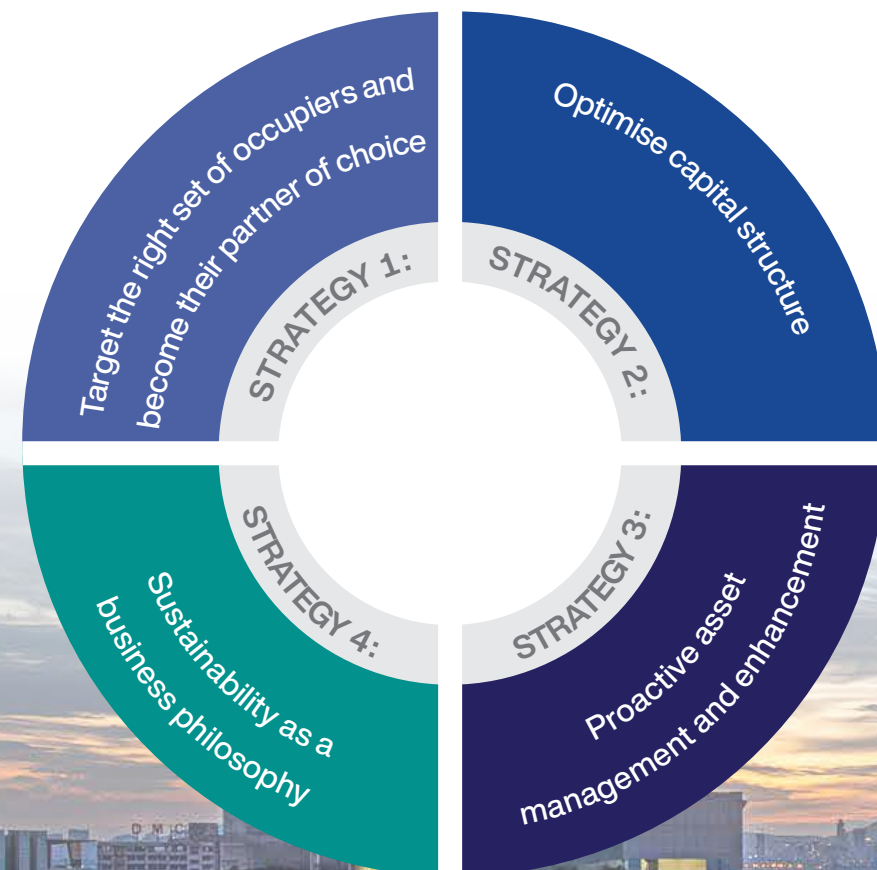 STRATEGY 1:
Target the right set of occupiers and
become their partner of choice
STRATEGY 2:
Optimise capital structure
STRATEGY 3:
Proactive asset
management and enhancement
STRATEGY 4:
Sustainability as a
business philosophy